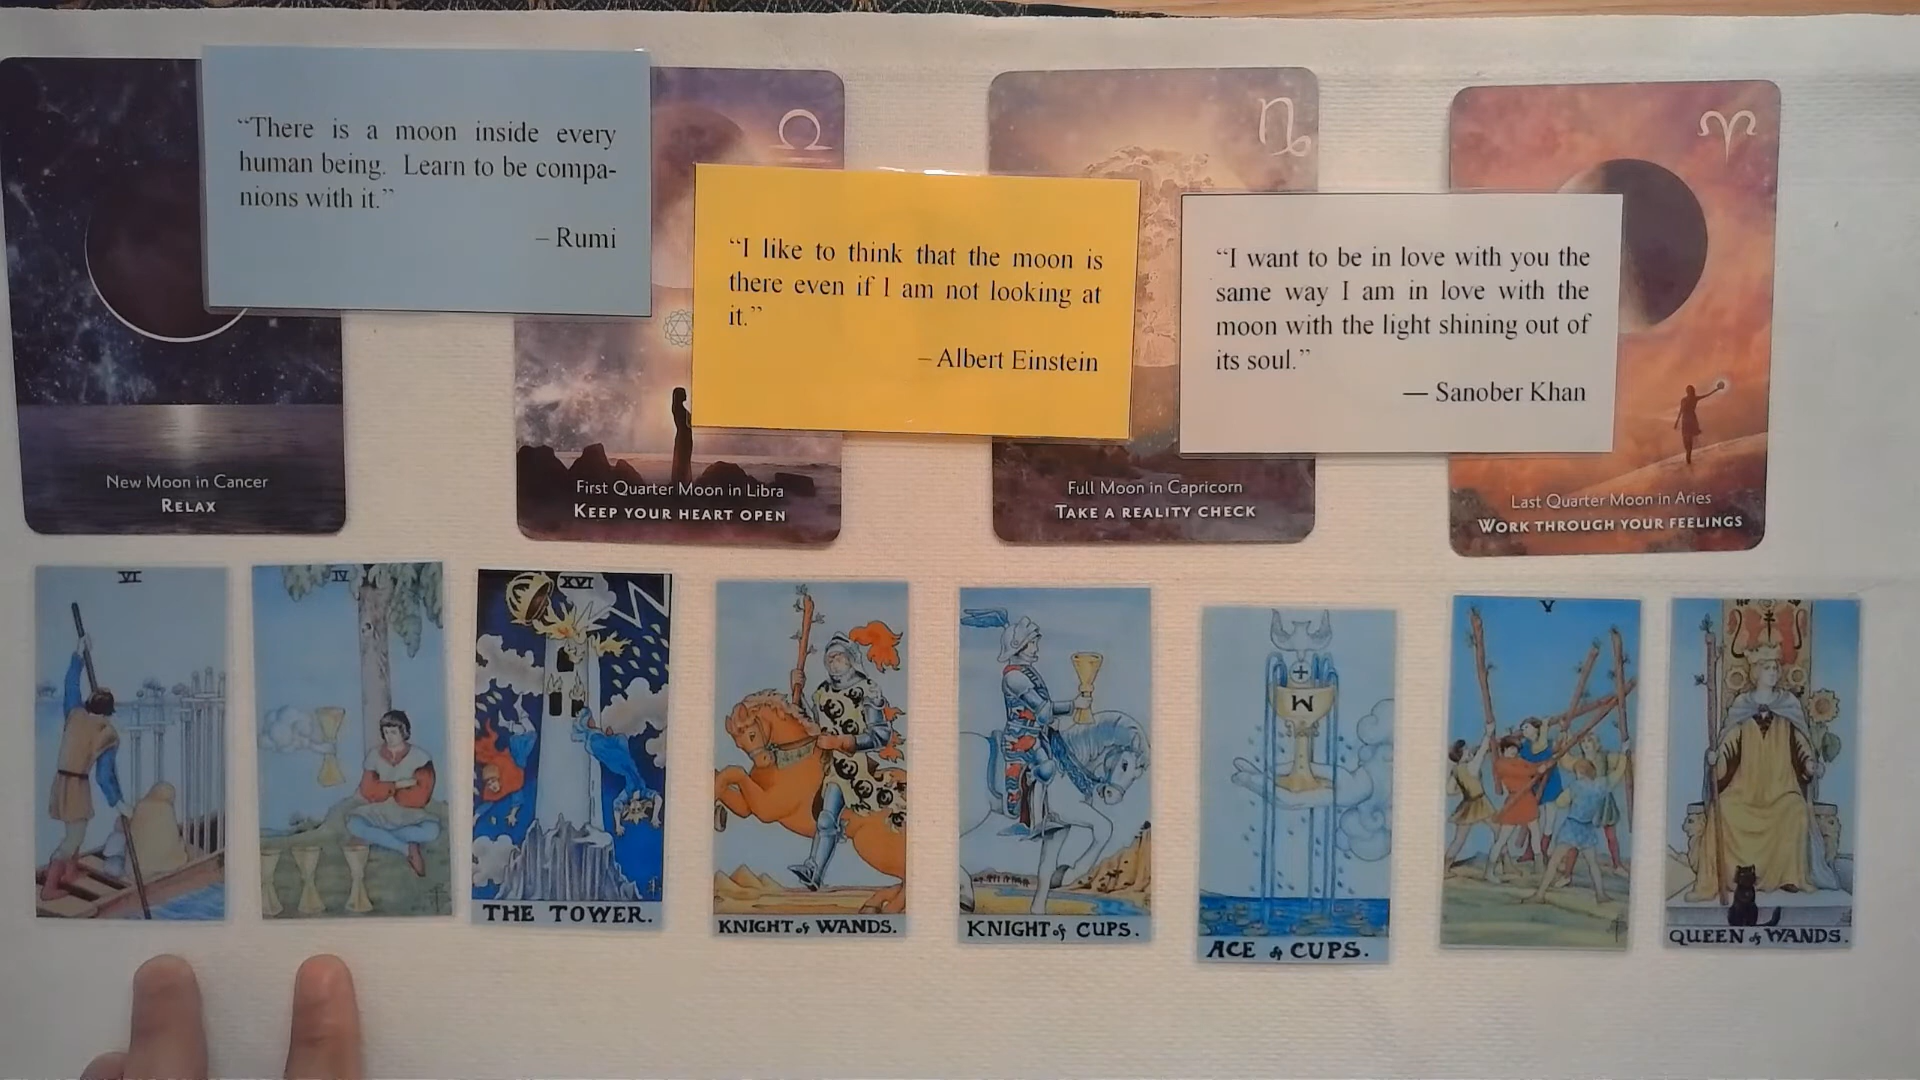 “There is a moon inside every
human being. Learn to be compa-
nions with it.”
– Rumi
“I like to think that the moon is
there even if I am not looking at
it.”
– Albert Einstein
“I want to be in love with you the
same way I am in love with the
moon with the light shining out of
its soul.”
— Sanober Khan
New Moon in Cancer
RELAX
First Quarter Moon in Libra
KEEP YOUR HEART OPEN
Full Moon in Capricorn
TAKE A REALITY CHECK
Last Quarter Moon in Aries
WORK THROUGH YOUR FEELINGS
VI
IV
XVI
THE TOWER.
KNIGHT of WANDS.
KNIGHT of CUPS.
W
ACE of CUPS.
V
QUEEN of WANDS.